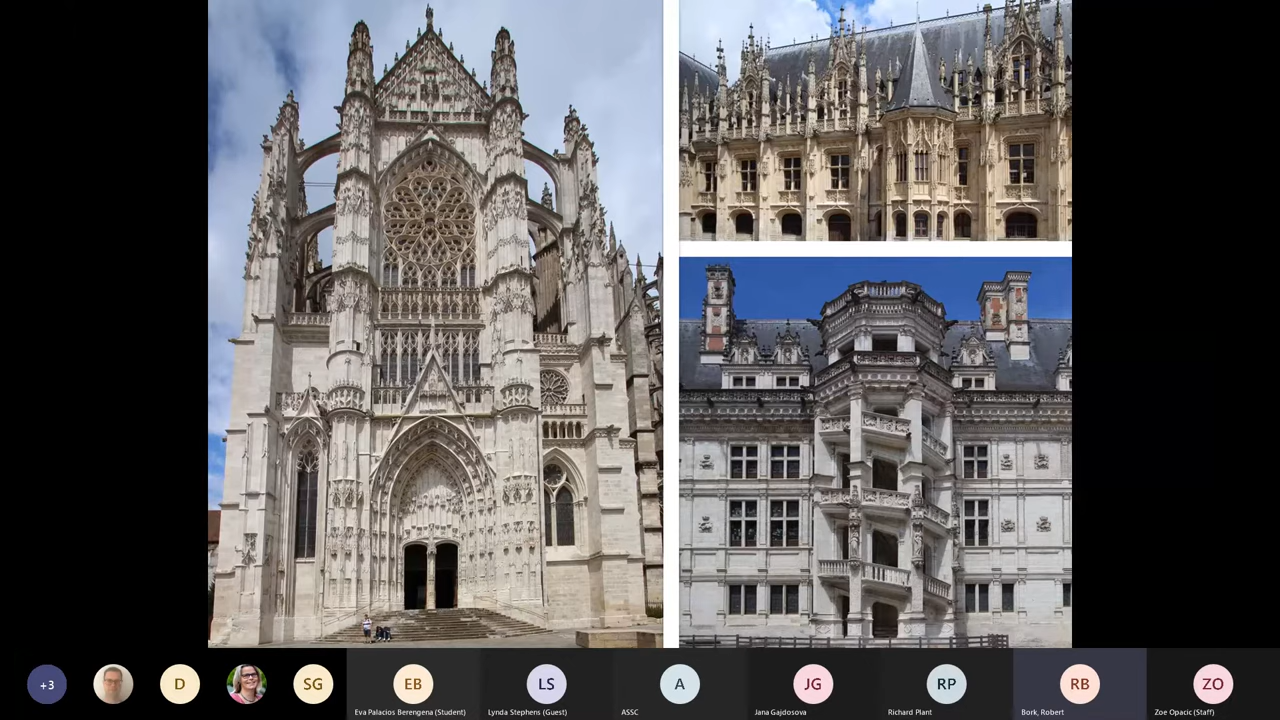 +3
D
SG
EB
LS
A
JG
RP
RB
ZO
Eva Palacios Berengena (Student)
Lynda Stephens (Guest)
ASSC
Jana Gajdosova
Richard Plant
Bork, Robert
Zoe Opacic (Staff)